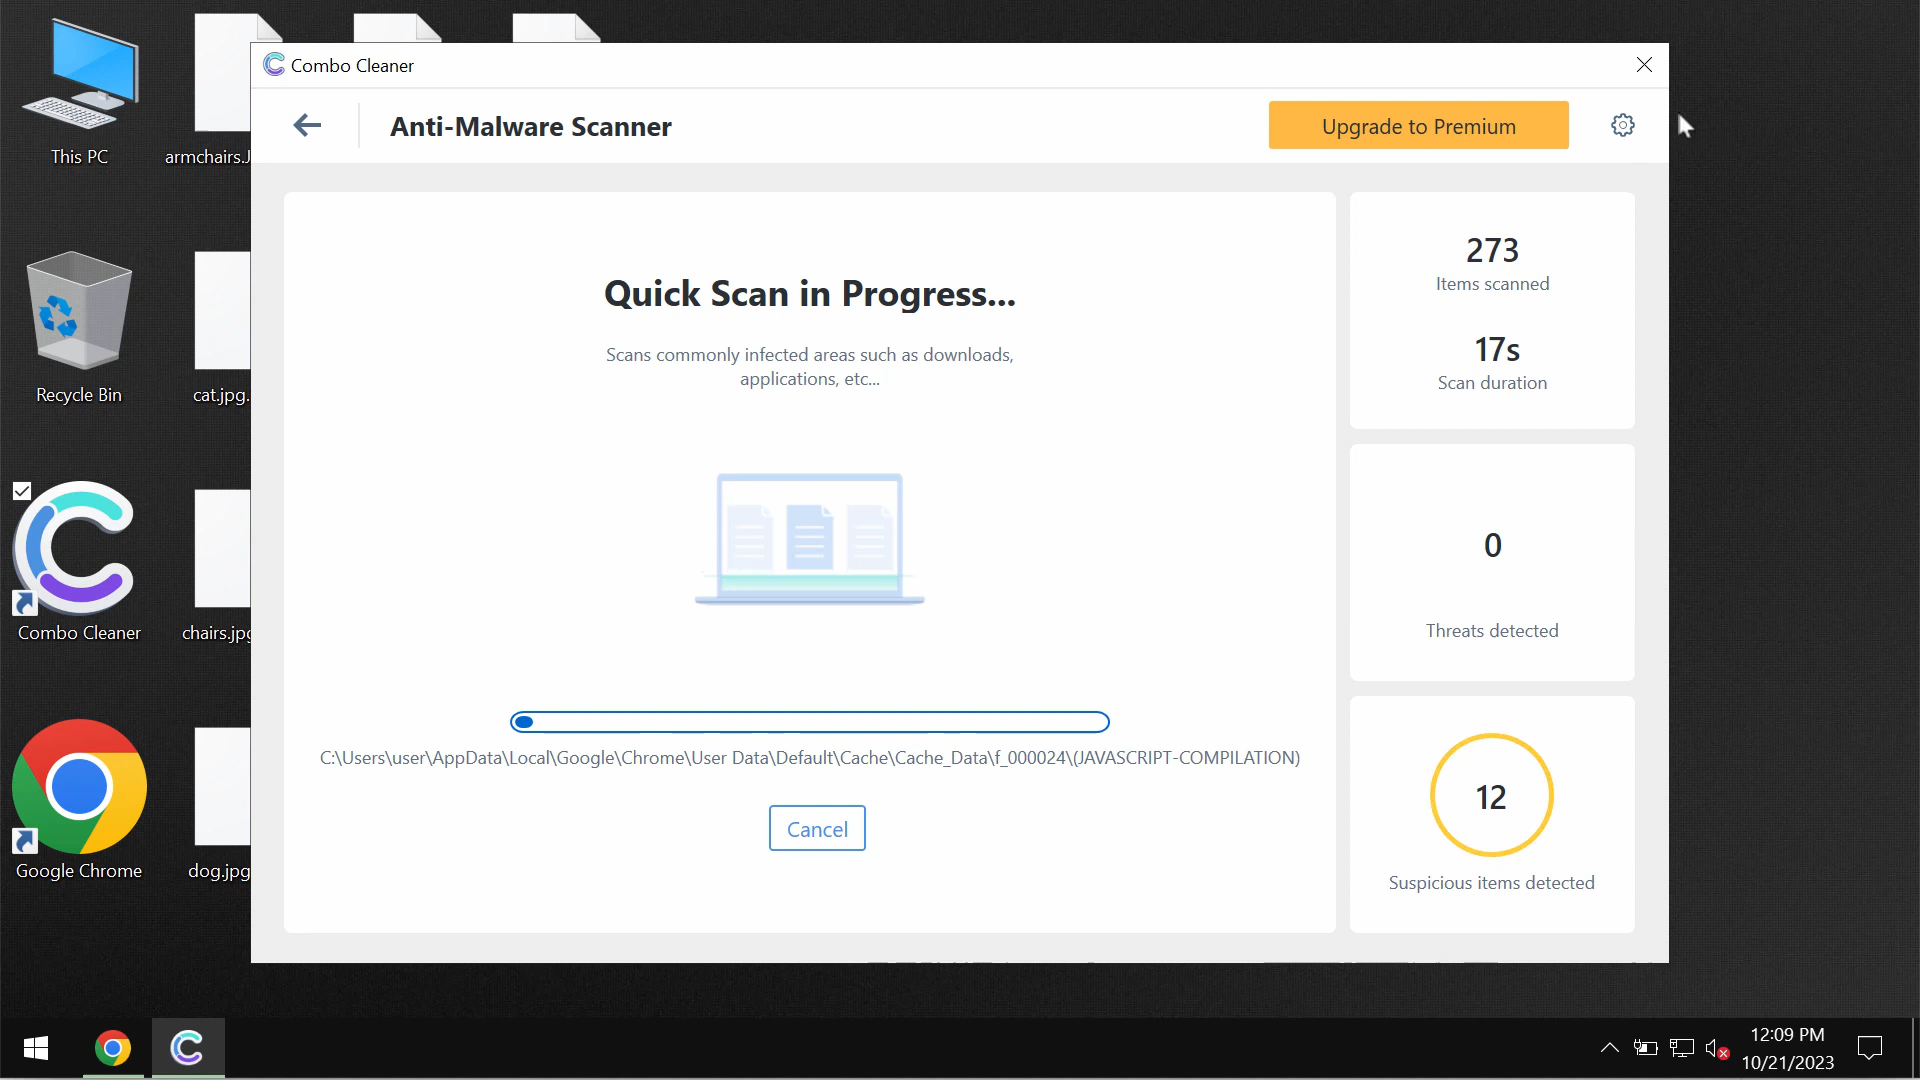 Combo Cleaner
Anti-Malware Scanner
Upgrade to Premium
Quick Scan in Progress...
Scans commonly infected areas such as downloads,
applications, etc...
C:\Users\user\AppData\Local\Google\Chrome\User Data\Default\Cache\Cache_Data\f_000024\(JAVASCRIPT-COMPILATION)
Cancel
273
Items scanned
17s
Scan duration
0
Threats detected
12
Suspicious items detected
This PC
armchairs.J
Recycle Bin
cat.jpg.
Combo Cleaner
chairs.jpg
Google Chrome
dog.jpg
12:09 PM
10/21/2023